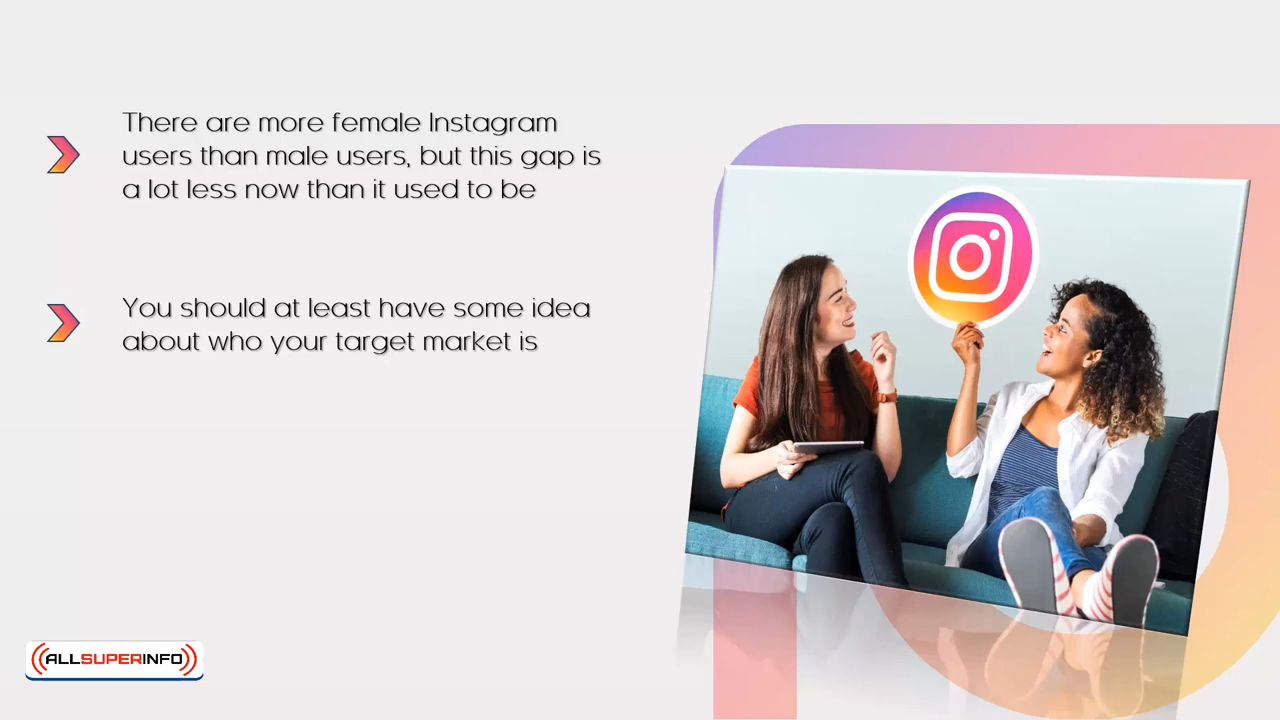 There are more female Instagram
users than male users, but this gap is
a lot less now than it used to be
You should at least have some idea
about who your target market is
ALLSUPERINFO